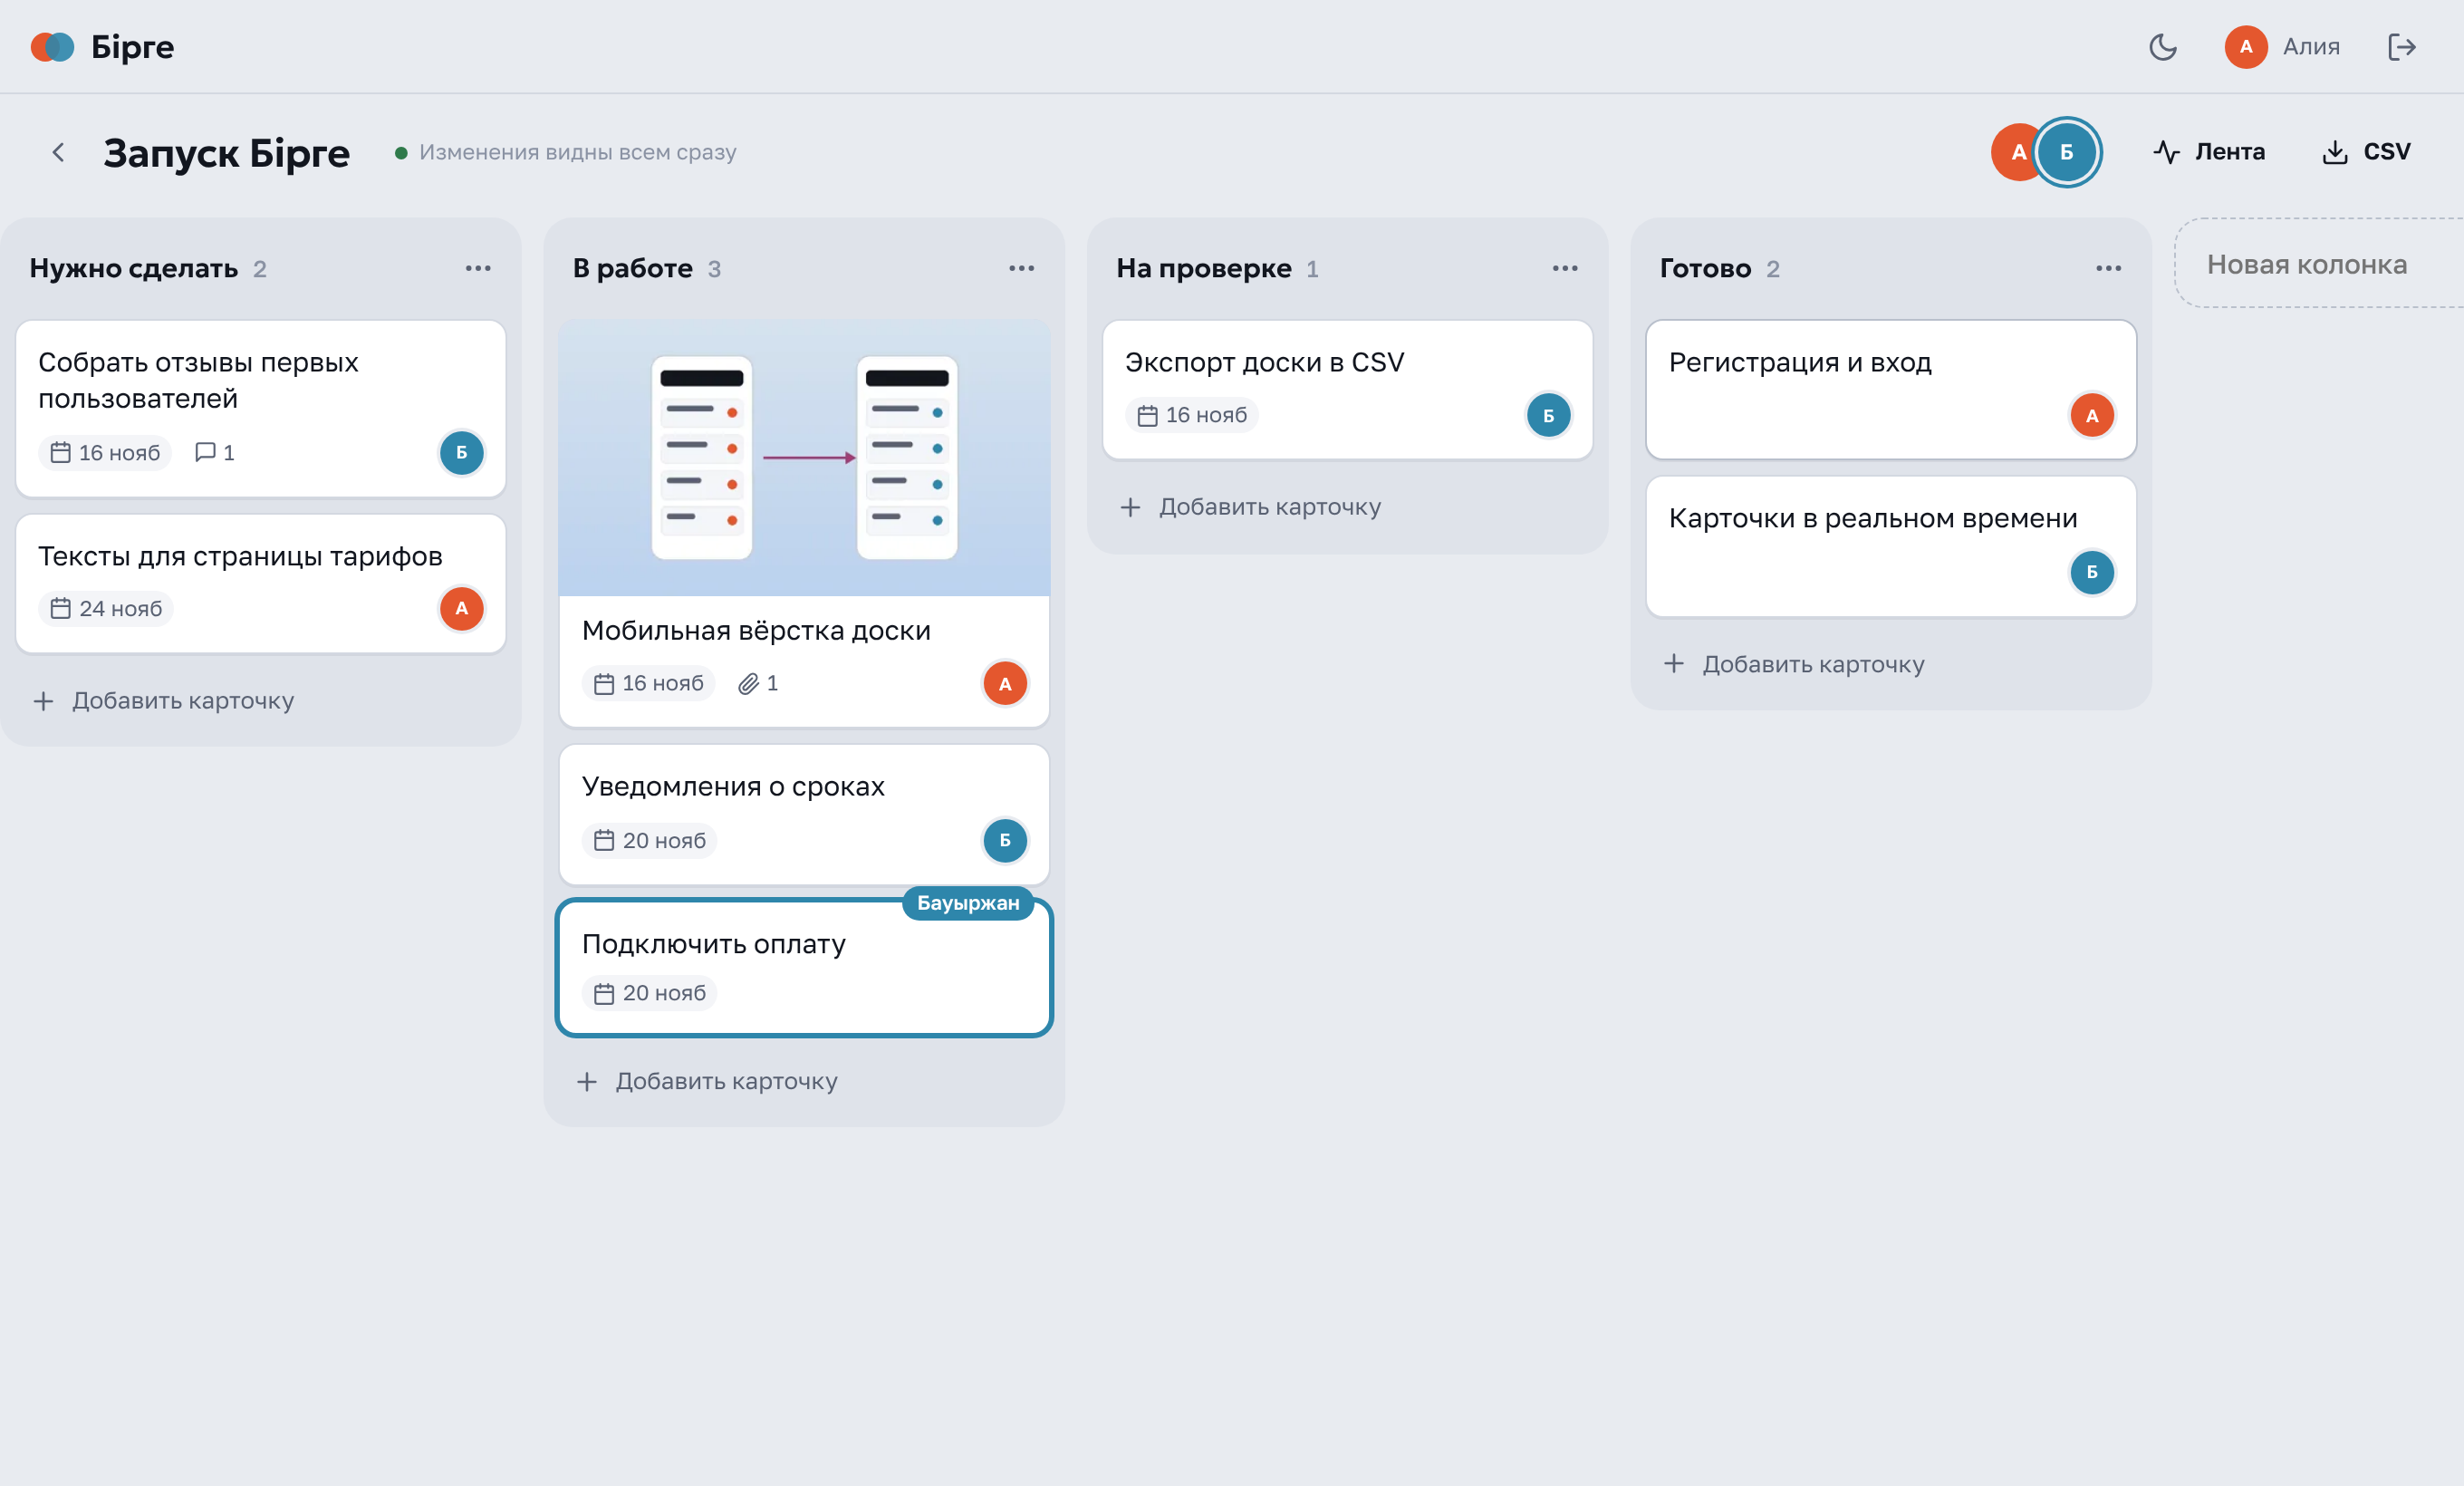 Бірге
А Алия
Запуск Бірге
Изменения видны всем сразу
А Б
Лента
CSV
Нужно сделать 2
Собрать отзывы первых
пользователей
16 нояб 1 Б
Тексты для страницы тарифов
24 нояб А
Добавить карточку
В работе 3
Мобильная вёрстка доски
16 нояб 1 А
Уведомления о сроках
20 нояб Б
Бауыржан
Подключить оплату
20 нояб
Добавить карточку
На проверке 1
Экспорт доски в CSV
16 нояб Б
Добавить карточку
Готово 2
Регистрация и вход
А
Карточки в реальном времени
Б
Добавить карточку
Новая колонка